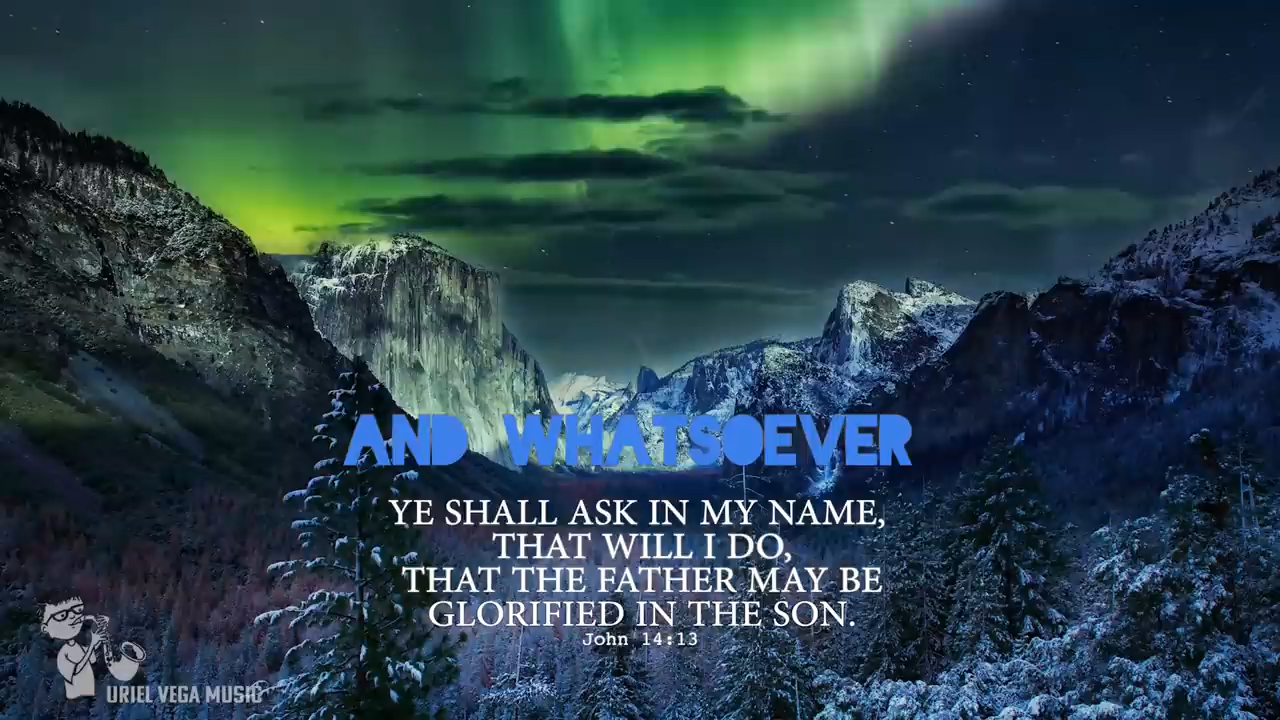 AND WHATSOEVER
YE SHALL ASK IN MY NAME,
THAT WILL I DO,
THAT THE FATHER MAY BE
GLORIFIED IN THE SON.
John 14:13
URIEL VEGA MUSIC